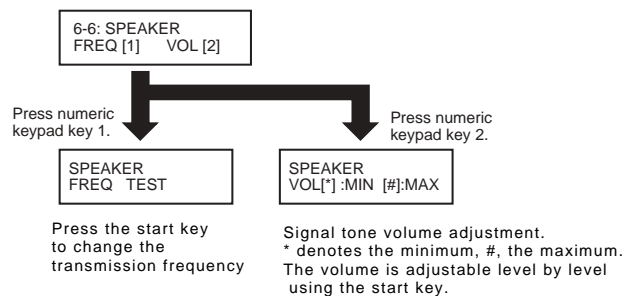 6-6: SPEAKER
FREQ [1] VOL [2]
Press numeric
keypad key 1.
Press numeric
keypad key 2.
SPEAKER
FREQ TEST
SPEAKER
VOL[*] :MIN [#]:MAX
Press the start key
to change the
transmission frequency
Signal tone volume adjustment.
* denotes the minimum, #, the maximum.
The volume is adjustable level by level
using the start key.